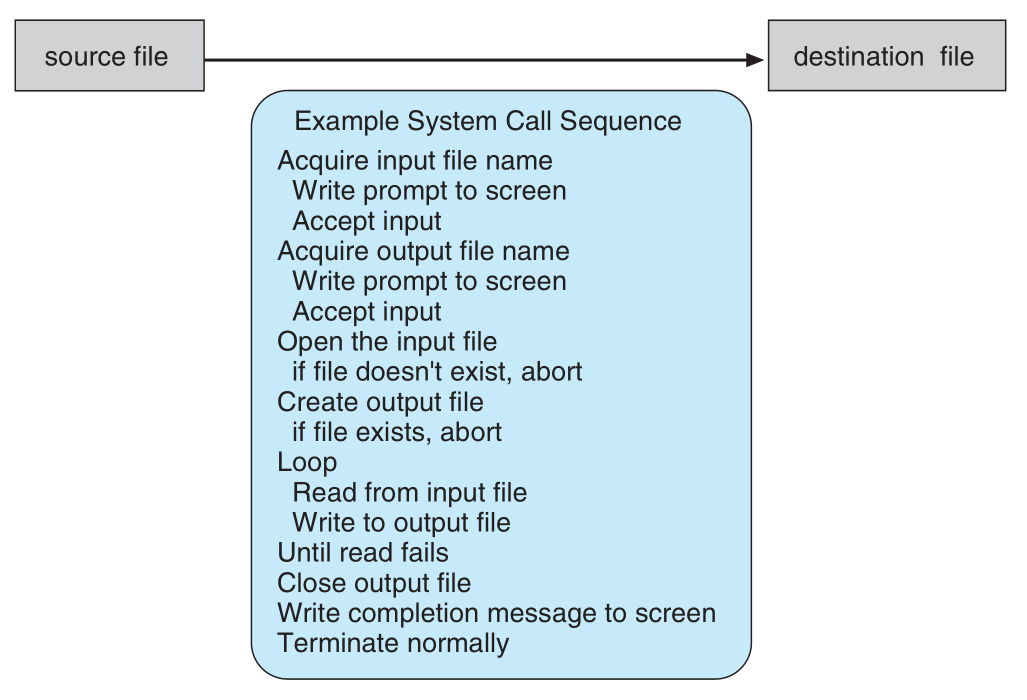 source file
destination file
Example System Call Sequence
Acquire input file name
Write prompt to screen
Accept input
Acquire output file name
Write prompt to screen
Accept input
Open the input file
if file doesn't exist, abort
Create output file
if file exists, abort
Loop
Read from input file
Write to output file
Until read fails
Close output file
Write completion message to screen
Terminate normally